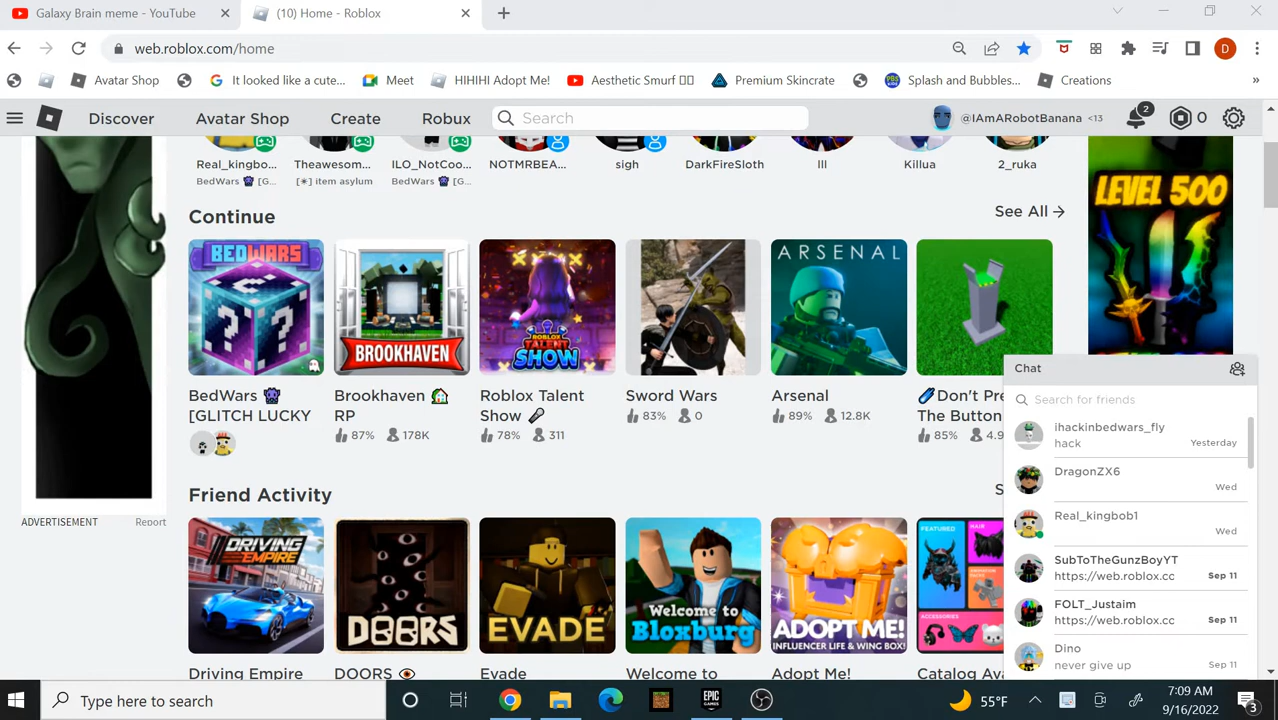 Galaxy Brain meme - YouTube
(10) Home - Roblox
web.roblox.com/home
D
Avatar Shop
It looked like a cute...
Meet
HIHIHI Adopt Me!
Aesthetic Smurf
Premium Skincrate
Splash and Bubbles...
Creations
Discover
Avatar Shop
Create
Robux
Search
@IAmARobotBanana <13
2
0
Real_kingbo...
Theawesom...
ILO_NotCoo...
NOTMRBEA...
sigh
DarkFireSloth
lll
Killua
2_ruka
BedWars [G...
[☀] item asylum
BedWars [G...
Continue
See All →
LEVEL 500
BEDWARS
BROOKHAVEN
ROBLOX TALENT SHOW
ARSENAL
BedWars [GLITCH LUCKY
Brookhaven RP
87% 178K
Roblox Talent Show
78% 311
Sword Wars
83% 0
Arsenal
89% 12.8K
Don't Pre
The Button
85% 4.9
ADVERTISEMENT
Report
Friend Activity
S
DRIVING EMPIRE
DOORS
EVADE
Welcome to Bloxburg
ADOPT ME!
INFLUENCER LIFE & WING BOX!
FEATURED
HAIR
ACCESSORIES
Driving Empire
DOORS
Evade
Welcome to
Adopt Me!
Catalog Ava
Chat
Search for friends
ihackinbedwars_fly
hack
Yesterday
DragonZX6
Wed
Real_kingbob1
Wed
SubToTheGunzBoyYT
https://web.roblox.cc
Sep 11
FOLT_Justaim
https://web.roblox.cc
Sep 11
Dino
never give up
Sep 11
Type here to search
EPIC GAMES
55°F
7:09 AM
9/16/2022
3